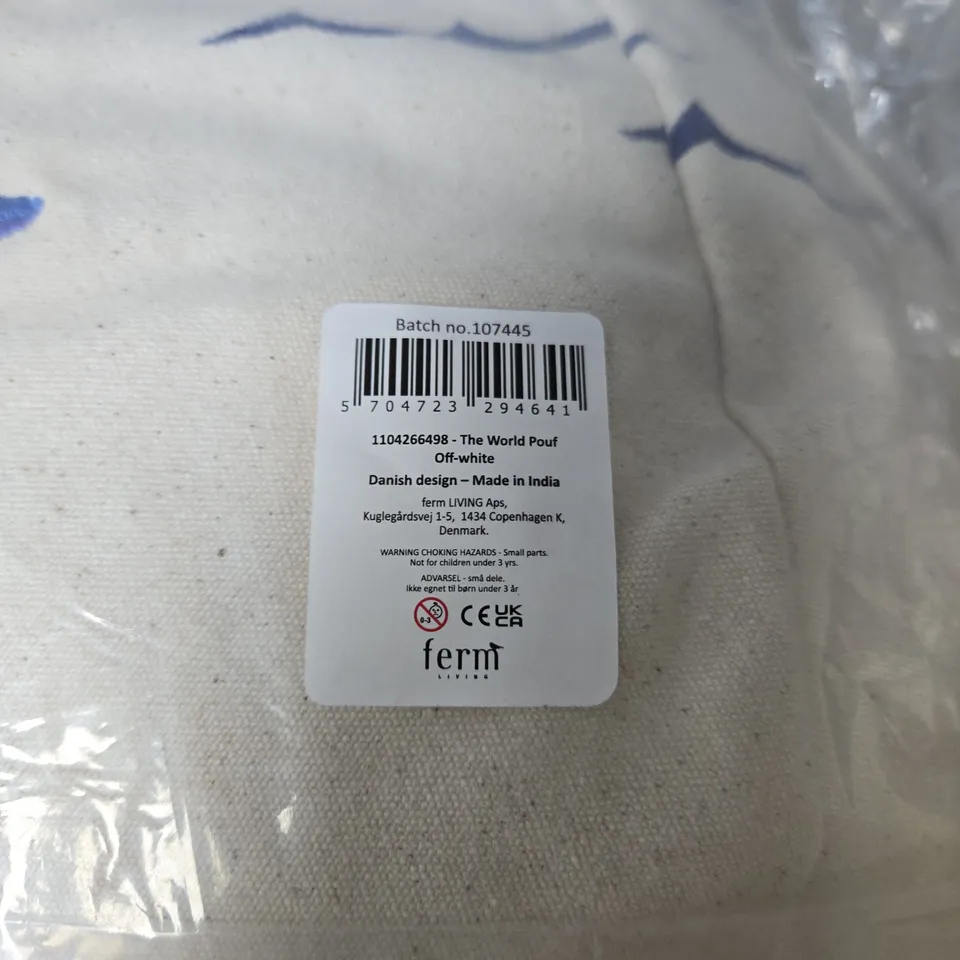 Batch no.107445
5 704723 294641
1104266498 - The World Pouf
Off-white
Danish design – Made in India
ferm LIVING Aps,
Kuglegårdsvej 1-5, 1434 Copenhagen K,
Denmark.
WARNING CHOKING HAZARDS - Small parts.
Not for children under 3 yrs.
ADVARSEL - små dele.
Ikke egnet til børn under 3 år
0-3 CE UK
CA
ferm
LIVING